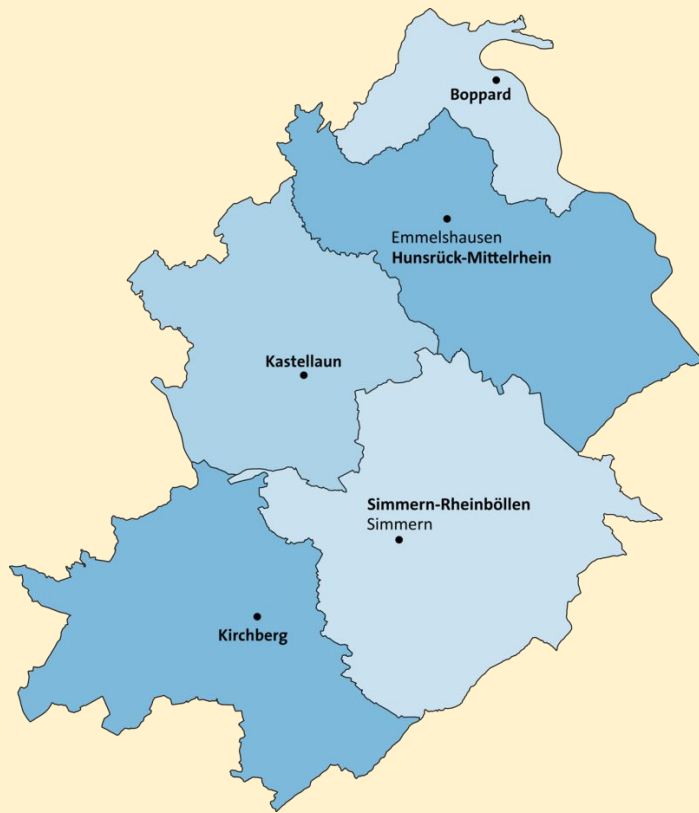 Boppard
Emmelshausen
Hunsrück-Mittelrhein
Kastellaun
Simmern-Rheinböllen
Simmern
Kirchberg